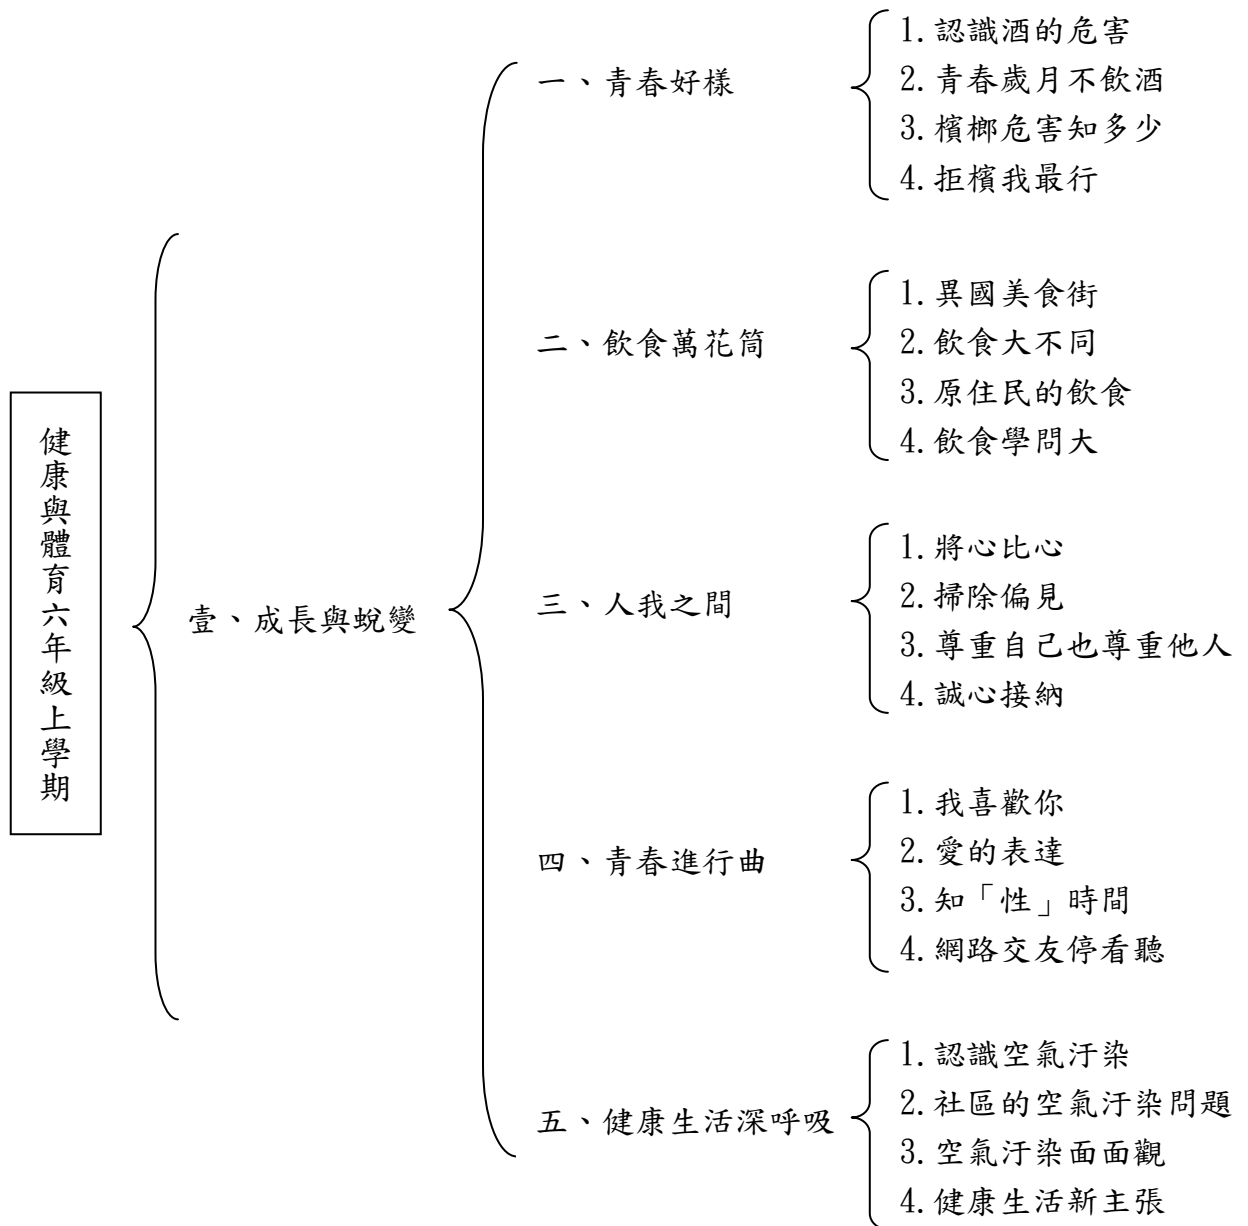 健康與體育六年級上學期
壹、成長與蛻變
一、青春好樣
1.認識酒的危害
2.青春歲月不飲酒
3.檳榔危害知多少
4.拒檳我最行
二、飲食萬花筒
1.異國美食街
2.飲食大不同
3.原住民的飲食
4.飲食學問大
三、人我之間
1.將心比心
2.掃除偏見
3.尊重自己也尊重他人
4.誠心接納
四、青春進行曲
1.我喜歡你
2.愛的表達
3.知「性」時間
4.網路交友停看聽
五、健康生活深呼吸
1.認識空氣汙染
2.社區的空氣汙染問題
3.空氣汙染面面觀
4.健康生活新主張